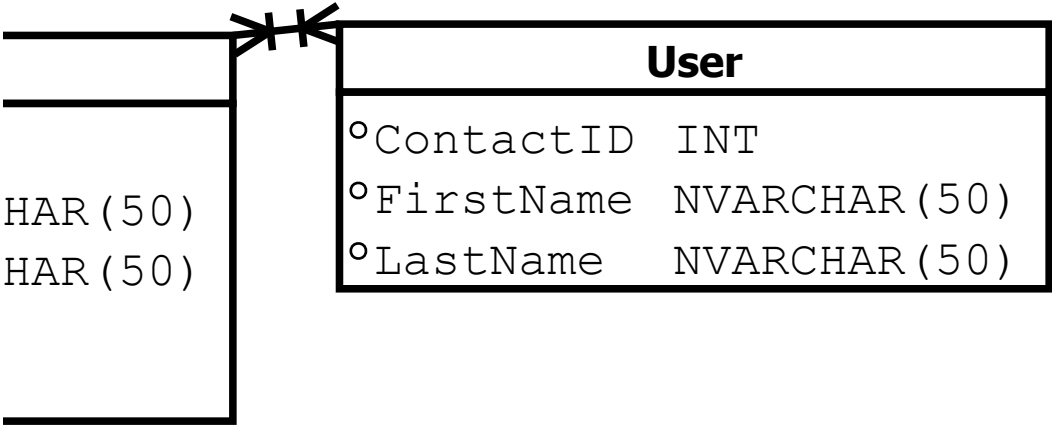 User
ContactID INT
FirstName NVARCHAR(50)
LastName NVARCHAR(50)
HAR(50)
HAR(50)